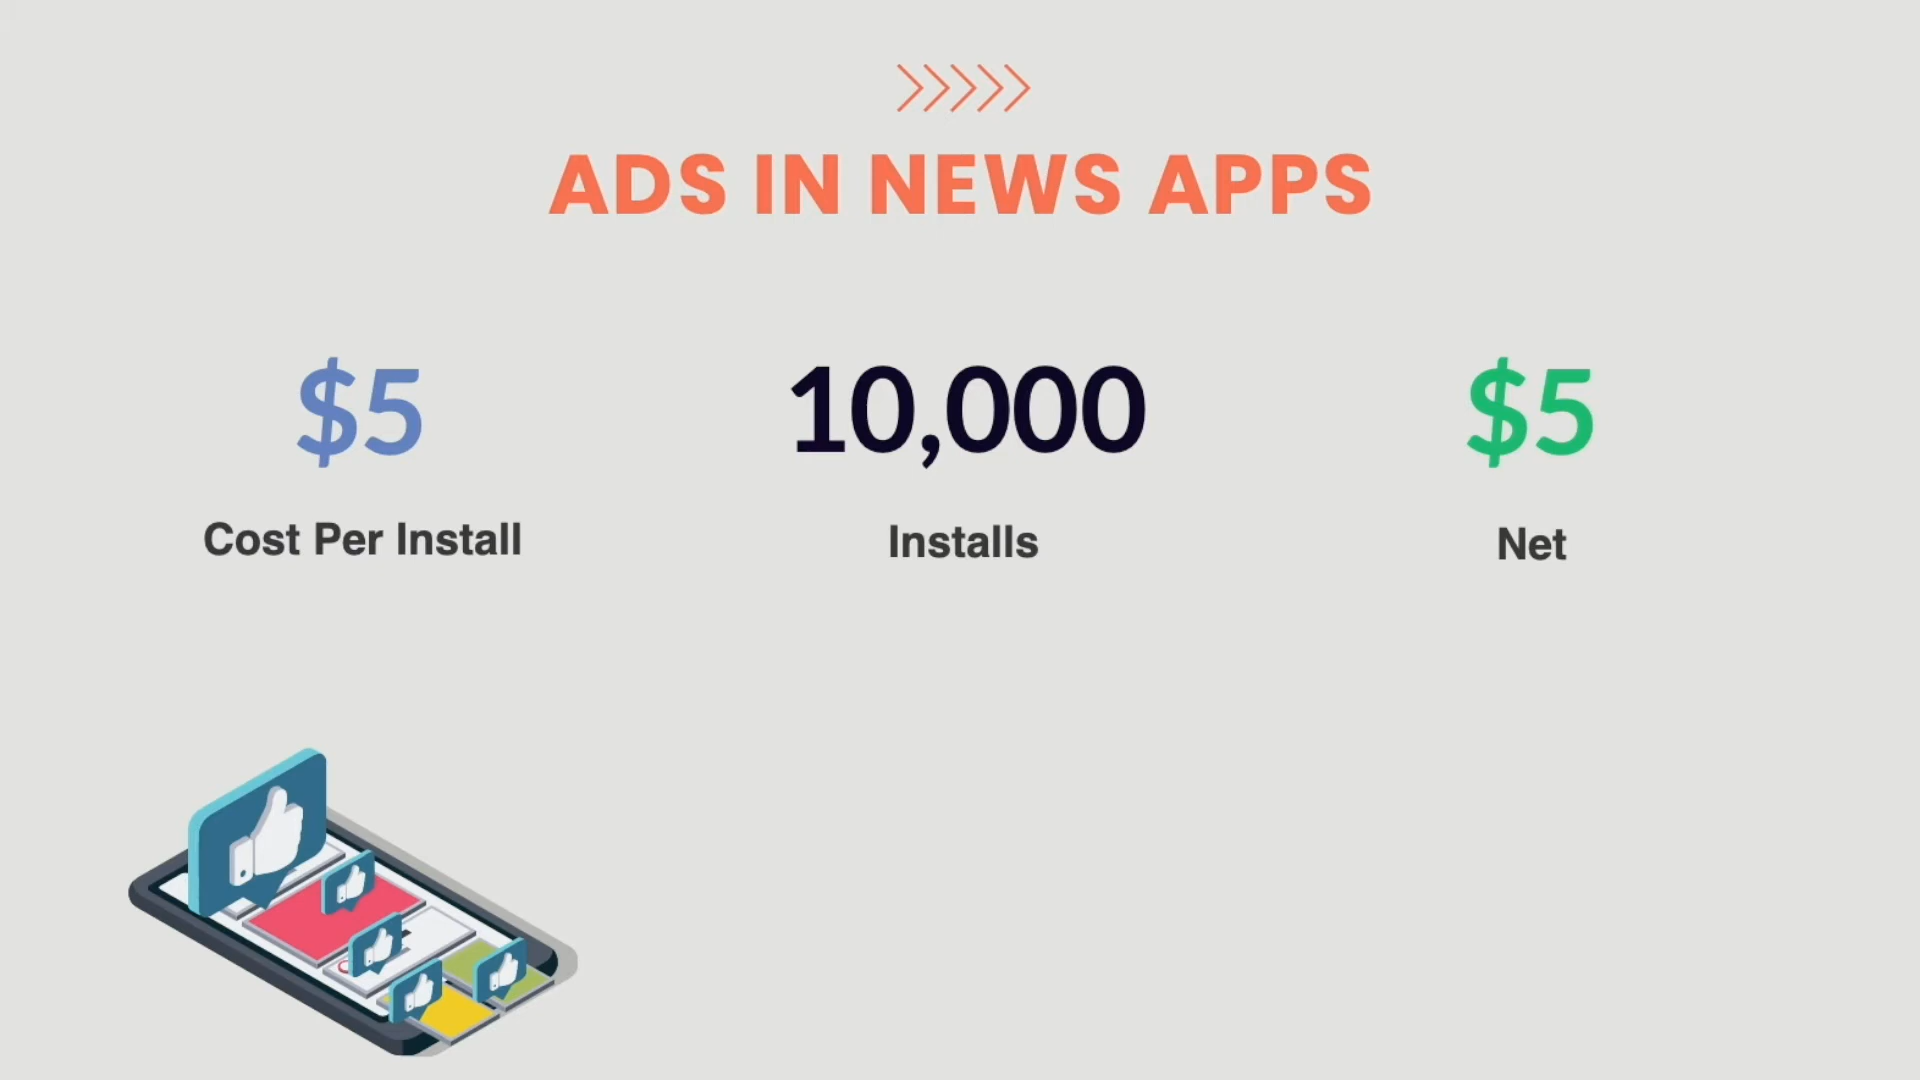 ADS IN NEWS APPS
$5
10,000
$5
Cost Per Install
Installs
Net